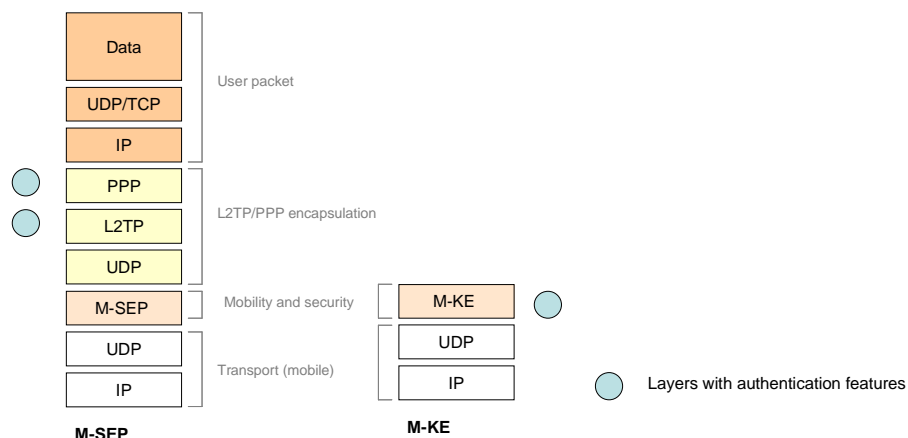 Data
User packet
UDP/TCP
IP
PPP
L2TP
L2TP/PPP encapsulation
UDP
M-SEP
Mobility and security
M-KE
UDP
UDP
Transport (mobile)
IP
IP
Layers with authentication features
M-SEP
M-KE